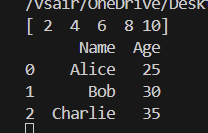 /vsair/OneDrive/Desk
[ 2 4 6 8 10]
Name Age
0 Alice 25
1 Bob 30
2 Charlie 35